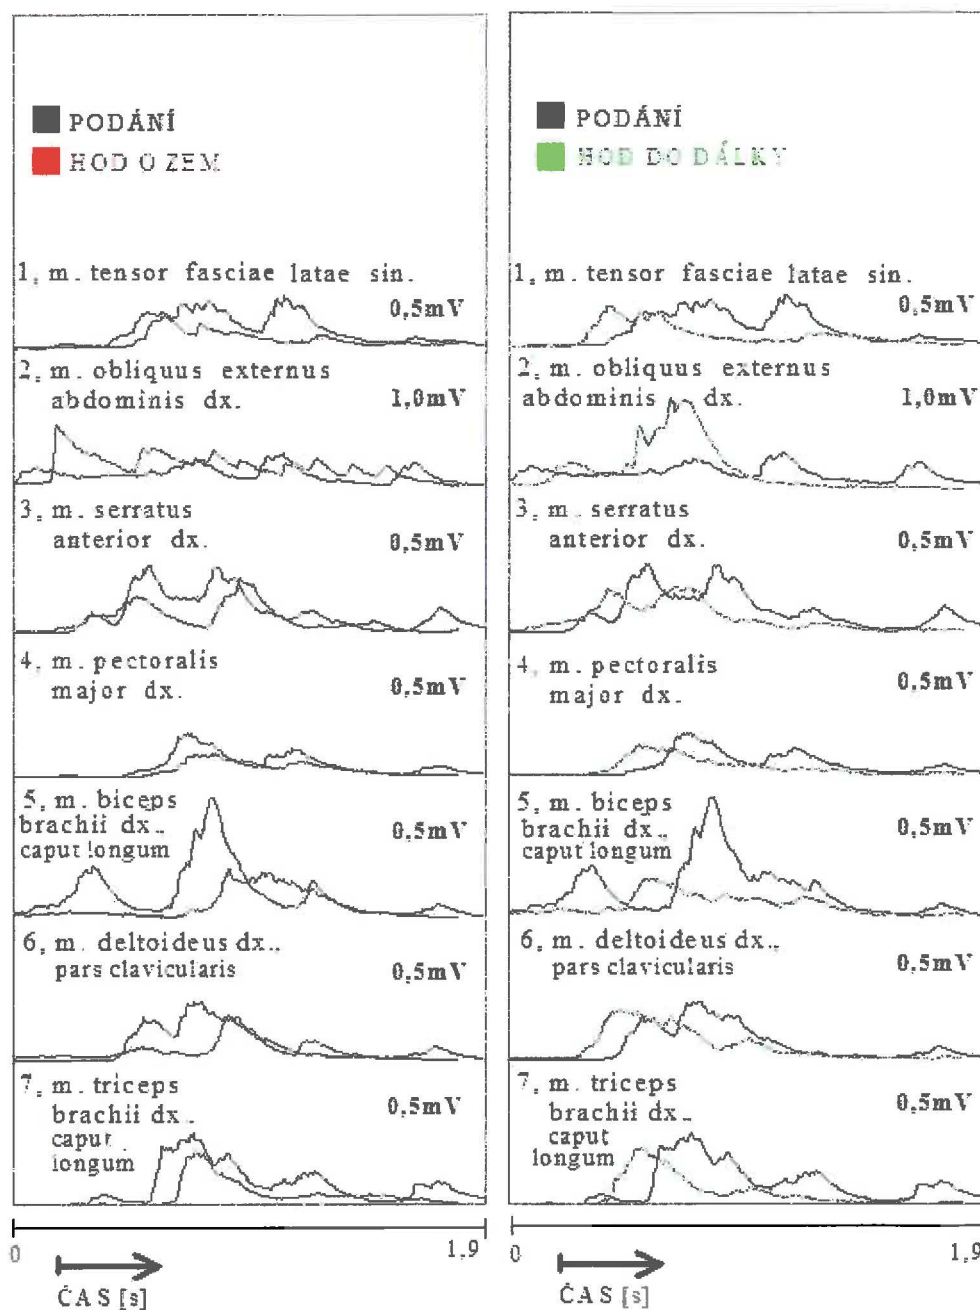 PODÁNÍ
HOD O ZEM
1, m. tensor fasciae latae sin.
0,5mV
2, m. obliquus externus
abdominis dx.
1,0mV
3, m. serratus
anterior dx.
0,5mV
4, m. pectoralis
major dx.
0,5mV
5, m. biceps
brachii dx..
caput longum
0,5mV
6, m. deltoideus dx..
pars clavicularis
0,5mV
7, m. triceps
brachii dx..
caput
longum
0,5mV
0
1,9
ČAS [s]
PODÁNÍ
HOD DO DÁLKY
1, m. tensor fasciae latae sin.
0,5mV
2, m. obliquus externus
abdominis dx.
1,0mV
3, m. serratus
anterior dx.
0,5mV
4, m. pectoralis
major dx.
0,5mV
5, m. biceps
brachii dx..
caput longum
0,5mV
6, m. deltoideus dx..
pars clavicularis
0,5mV
7, m. triceps
brachii dx..
caput
longum
0,5mV
0
1,9
ČAS [s]